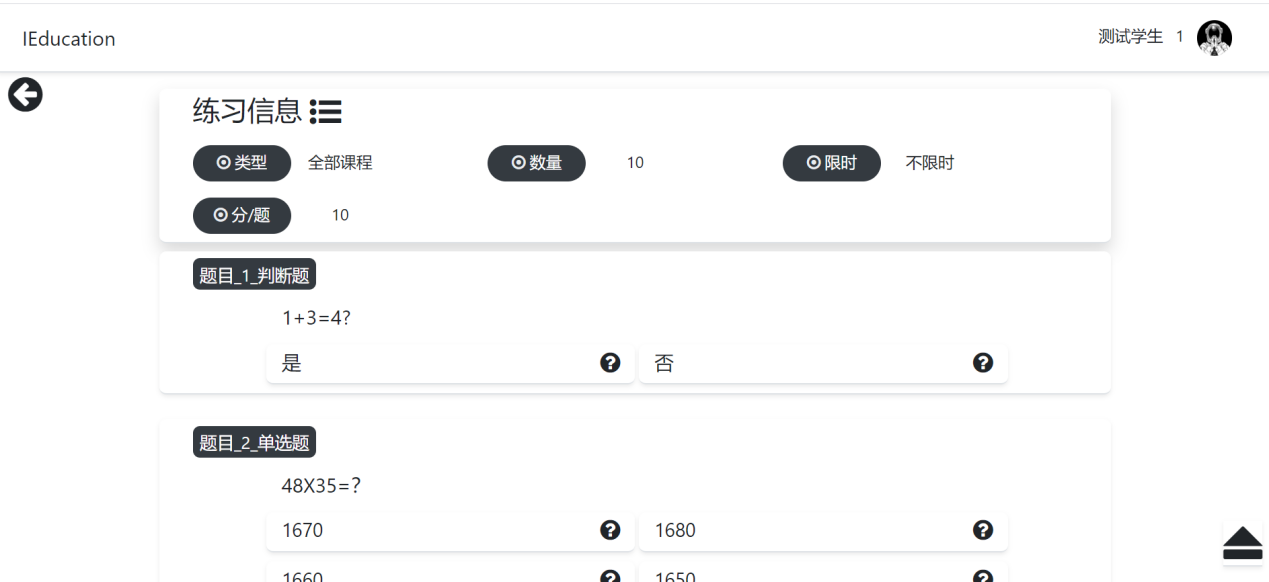 IEducation
测试学生 1
练习信息
类型 全部课程 数量 10 限时 不限时
分/题 10
题目_1_判断题
1+3=4?
是 否
题目_2_单选题
48X35=?
1670 1680
1660 1650